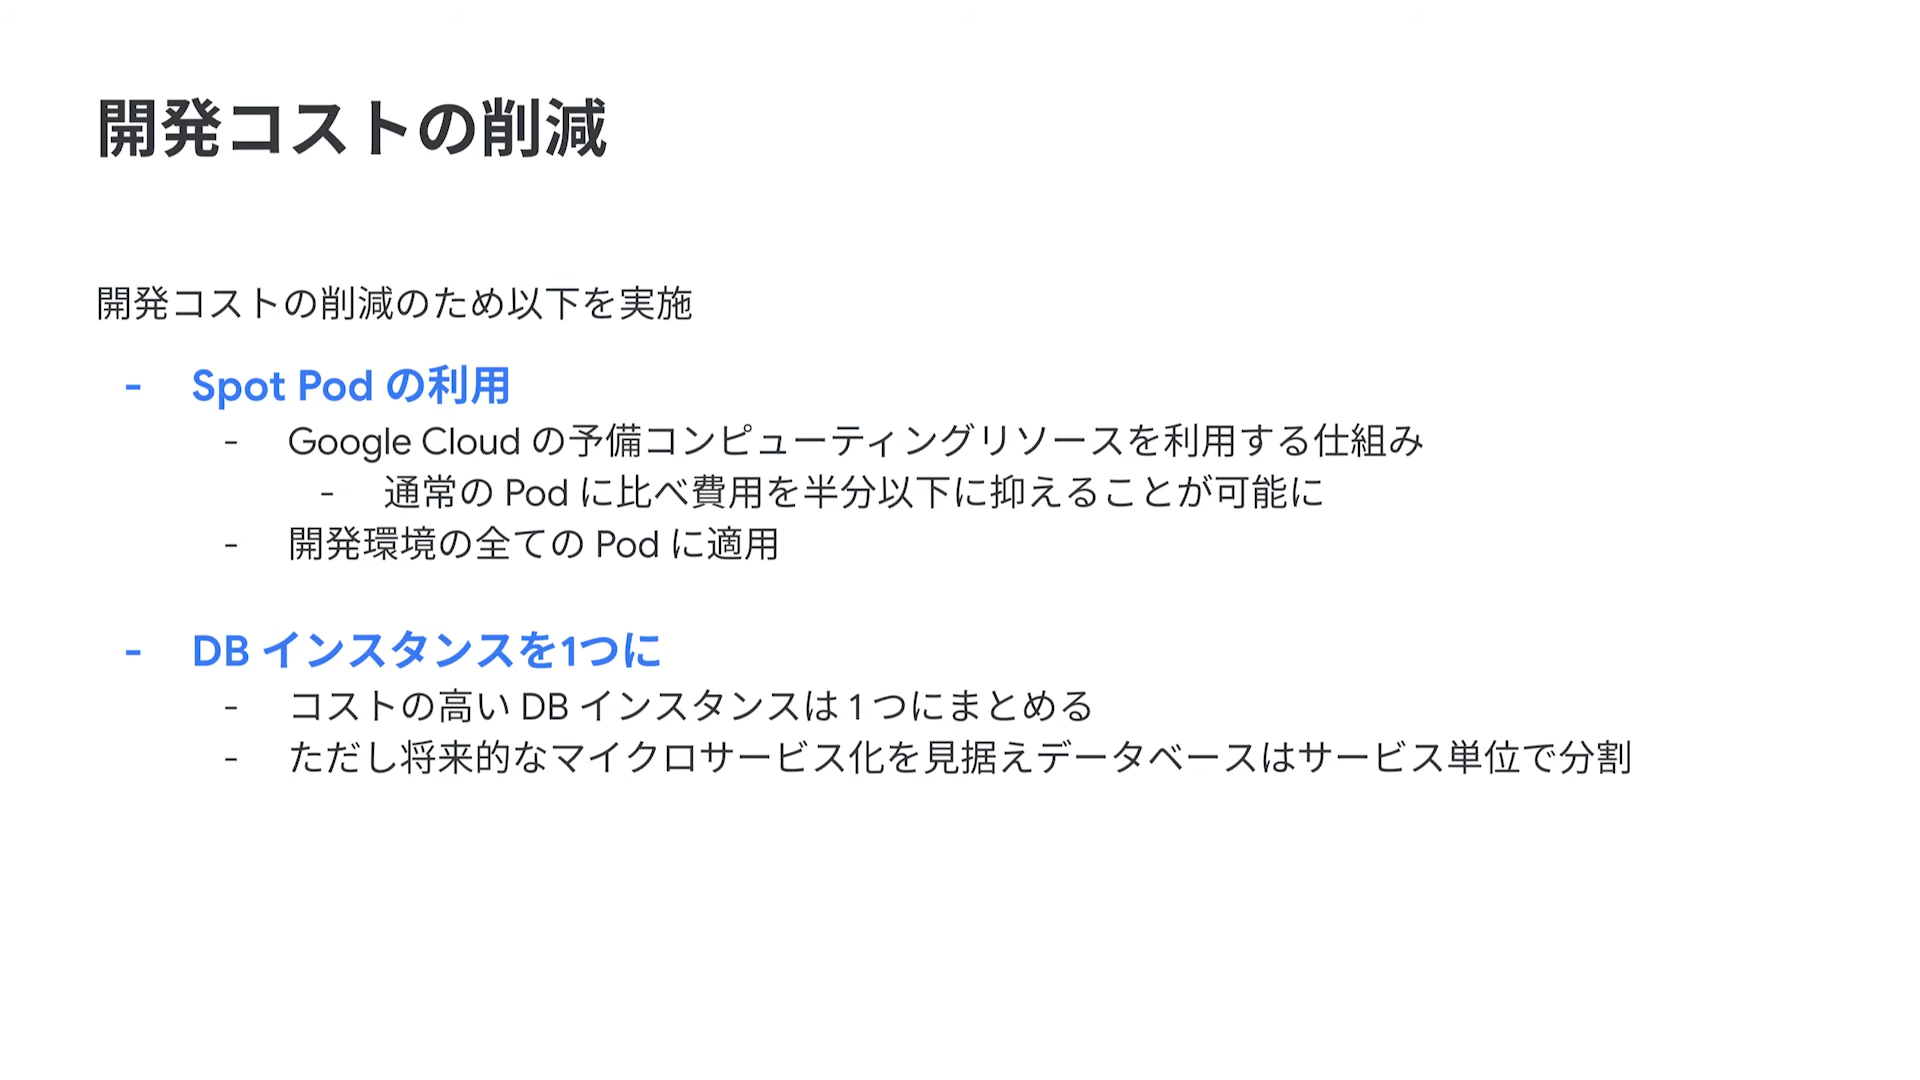 開発コストの削減
開発コストの削減のため以下を実施
- Spot Pod の利用
- Google Cloud の予備コンピューティングリソースを利用する仕組み
- 通常の Pod に比べ費用を半分以下に抑えることが可能に
- 開発環境の全ての Pod に適用
- DB インスタンスを1つに
- コストの高い DB インスタンスは 1 つにまとめる
- ただし将来的なマイクロサービス化を見据えデータベースはサービス単位で分割